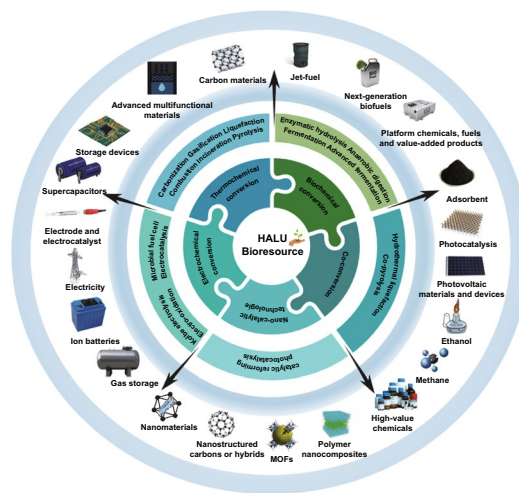 Carbon materials
Jet-fuel
Next-generation
biofuels
Advanced multifunctional
materials
Platform chemicals, fuels
and value-added products
Storage devices
Adsorbent
Supercapacitors
Photocatalysis
Electrode and
electrocatalyst
Photovoltaic
materials and devices
Electricity
Ethanol
Ion batteries
Methane
Gas storage
High-value
chemicals
Nanomaterials
Nanostructured
carbons or hybrids
MOFs
Polymer
nanocomposites
Carbonization Gasification Liquefaction
Combustion Incineration Pyrolysis
Enzymatic hydrolysis Anaerobic digestion
Fermentation Advanced fermentation
Hydrothermal liquefaction
Co-pyrolysis
catalytic reforming
photocatalysis
Microbial fuel cell
Electrocatalysis
Kolbe electrolysis
Electro-oxidation
Thermochemical
conversion
Biochemical
conversion
Co-conversion
Nano-catalytic
technologie
Electrochemical
conversion
HALU
Bioresource